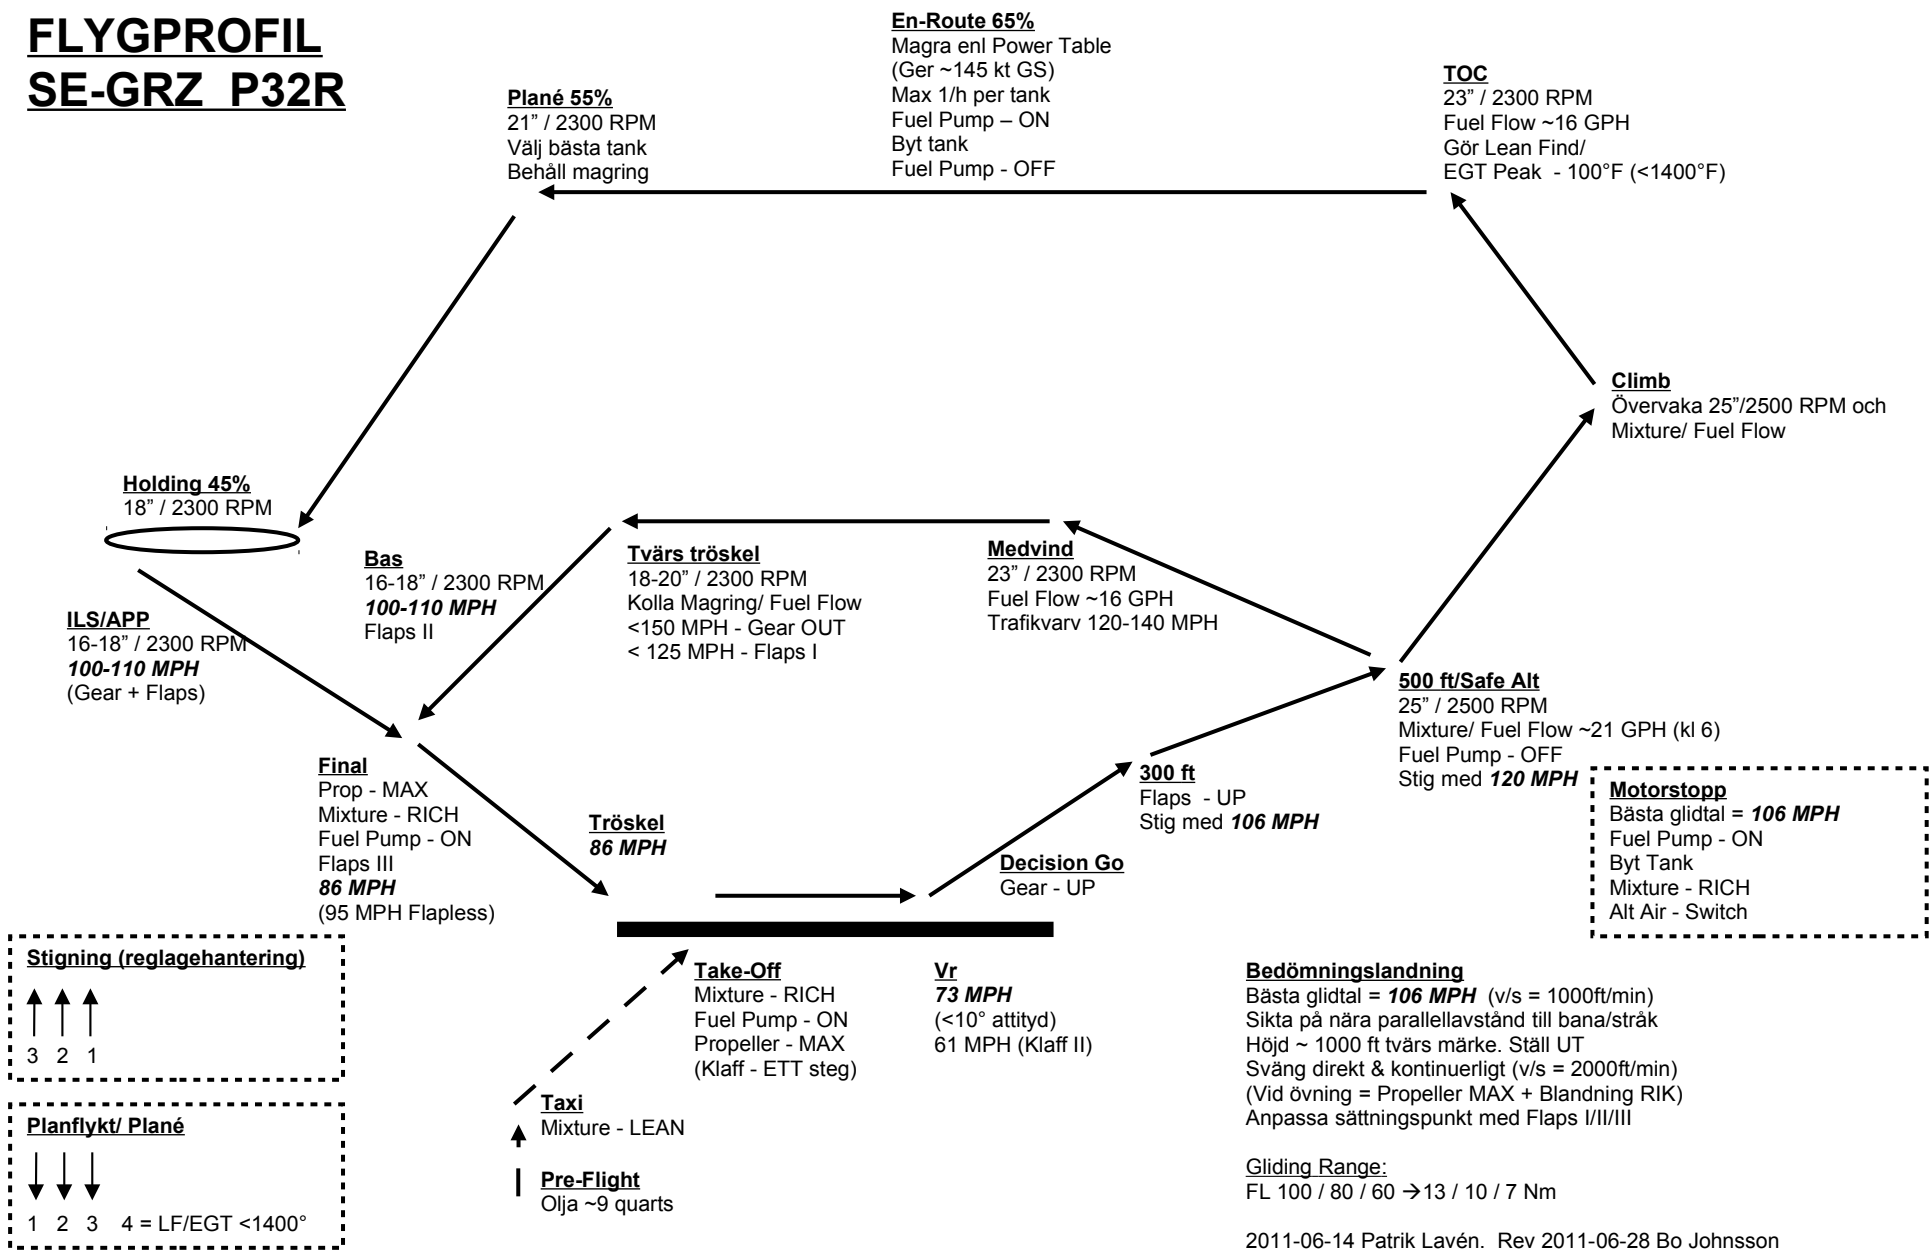 FLYGPROFIL
SE-GRZ P32R
Plané 55%
21” / 2300 RPM
Välj bästa tank
Behåll magring
En-Route 65%
Magra enl Power Table
(Ger ~145 kt GS)
Max 1/h per tank
Fuel Pump – ON
Byt tank
Fuel Pump - OFF
TOC
23” / 2300 RPM
Fuel Flow ~16 GPH
Gör Lean Find/
EGT Peak - 100°F (<1400°F)
Climb
Övervaka 25”/2500 RPM och
Mixture/ Fuel Flow
Holding 45%
18” / 2300 RPM
ILS/APP
16-18” / 2300 RPM
100-110 MPH
(Gear + Flaps)
Bas
16-18” / 2300 RPM
100-110 MPH
Flaps II
Tvärs tröskel
18-20” / 2300 RPM
Kolla Magring/ Fuel Flow
<150 MPH - Gear OUT
< 125 MPH - Flaps I
Medvind
23” / 2300 RPM
Fuel Flow ~16 GPH
Trafikvarv 120-140 MPH
500 ft/Safe Alt
25” / 2500 RPM
Mixture/ Fuel Flow ~21 GPH (kl 6)
Fuel Pump - OFF
Stig med 120 MPH
Final
Prop - MAX
Mixture - RICH
Fuel Pump - ON
Flaps III
86 MPH
(95 MPH Flapless)
Tröskel
86 MPH
300 ft
Flaps - UP
Stig med 106 MPH
Decision Go
Gear - UP
Motorstopp
Bästa glidtal = 106 MPH
Fuel Pump - ON
Byt Tank
Mixture - RICH
Alt Air - Switch
Stigning (reglagehantering)
3 2 1
Planflykt/ Plané
1 2 3 4 = LF/EGT <1400°
Take-Off
Mixture - RICH
Fuel Pump - ON
Propeller - MAX
(Klaff - ETT steg)
Vr
73 MPH
(<10° attityd)
61 MPH (Klaff II)
Taxi
Mixture - LEAN
Pre-Flight
Olja ~9 quarts
Bedömningslandning
Bästa glidtal = 106 MPH (v/s = 1000ft/min)
Sikta på nära parallellavstånd till bana/stråk
Höjd ~ 1000 ft tvärs märke. Ställ UT
Sväng direkt & kontinuerligt (v/s = 2000ft/min)
(Vid övning = Propeller MAX + Blandning RIK)
Anpassa sättningspunkt med Flaps I/II/III
Gliding Range:
FL 100 / 80 / 60 →13 / 10 / 7 Nm
2011-06-14 Patrik Lavén. Rev 2011-06-28 Bo Johnsson